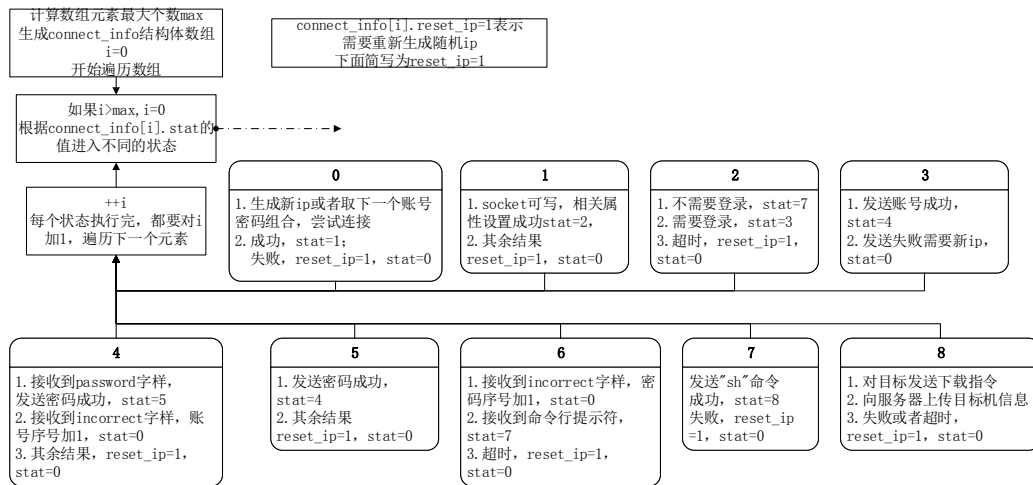 计算数组元素最大个数max
生成connect_info结构体数组
i=0
开始遍历数组
connect_info[i].reset_ip=1表示
需要重新生成随机ip
下面简写为reset_ip=1
如果i>max,i=0
根据connect_info[i].stat的
值进入不同的状态
++i
每个状态执行完，都要对i
加1，遍历下一个元素
0
1. 生成新ip或者取下一个账号
密码组合，尝试连接
2. 成功，stat=1；
失败，reset_ip=1，stat=0
1
1. socket可写，相关属
性设置成功stat=2，
2. 其余结果
reset_ip=1，stat=0
2
1. 不需要登录，stat=7
2. 需要登录，stat=3
3. 超时，reset_ip=1，
stat=0
3
1. 发送账号成功，
stat=4
2. 发送失败需要新ip，
stat=0
4
1. 接收到password字样，
发送密码成功，stat=5
2. 接收到incorrect字样，账
号序号加1，stat=0
3. 其余结果，reset_ip=1，
stat=0
5
1. 发送密码成功，
stat=4
2. 其余结果
reset_ip=1，stat=0
6
1. 接收到incorrect字样，密
码序号加1，stat=0
2. 接收到命令行提示符，
stat=7
3. 超时，reset_ip=1，
stat=0
7
发送"sh"命令
成功，stat=8
失败，reset_ip
=1，stat=0
8
1. 对目标发送下载指令
2. 向服务器上传目标机信息
3. 失败或者超时，
reset_ip=1，stat=0